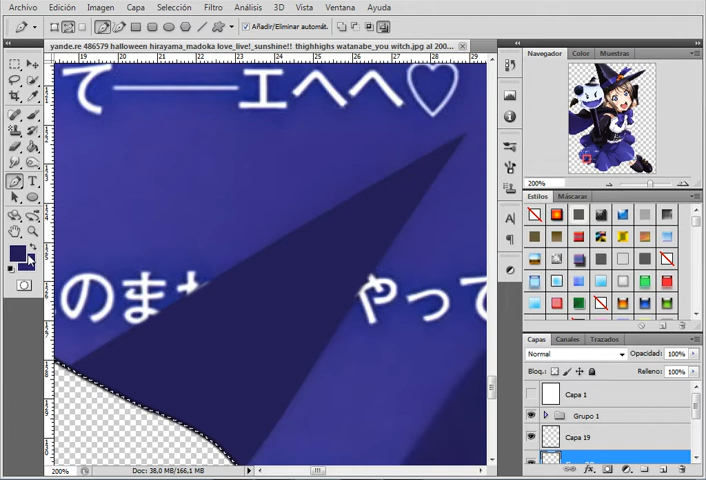 Archivo Edición Imagen Capa Selección Filtro Análisis 3D Vista Ventana Ayuda
Añadir/Eliminar automát.
yande.re 486579 halloween hirayama_madoka love_live!_sunshine!! thighhighs watanabe_you witch.jpg al 200...
て——エヘヘ♡
のまた
やって
200%
Doc: 38,0 MB/166,1 MB
Navegador Color Muestras
200%
Estilos Máscaras
Capas Canales Trazados
Normal Opacidad: 100%
Bloq.: Relleno: 100%
Capa 1
Grupo 1
Capa 19